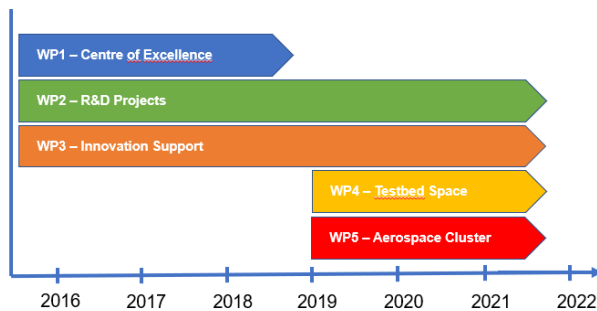 WP1 – Centre of Excellence
WP2 – R&D Projects
WP3 – Innovation Support
WP4 – Testbed Space
WP5 – Aerospace Cluster
2016 2017 2018 2019 2020 2021 2022